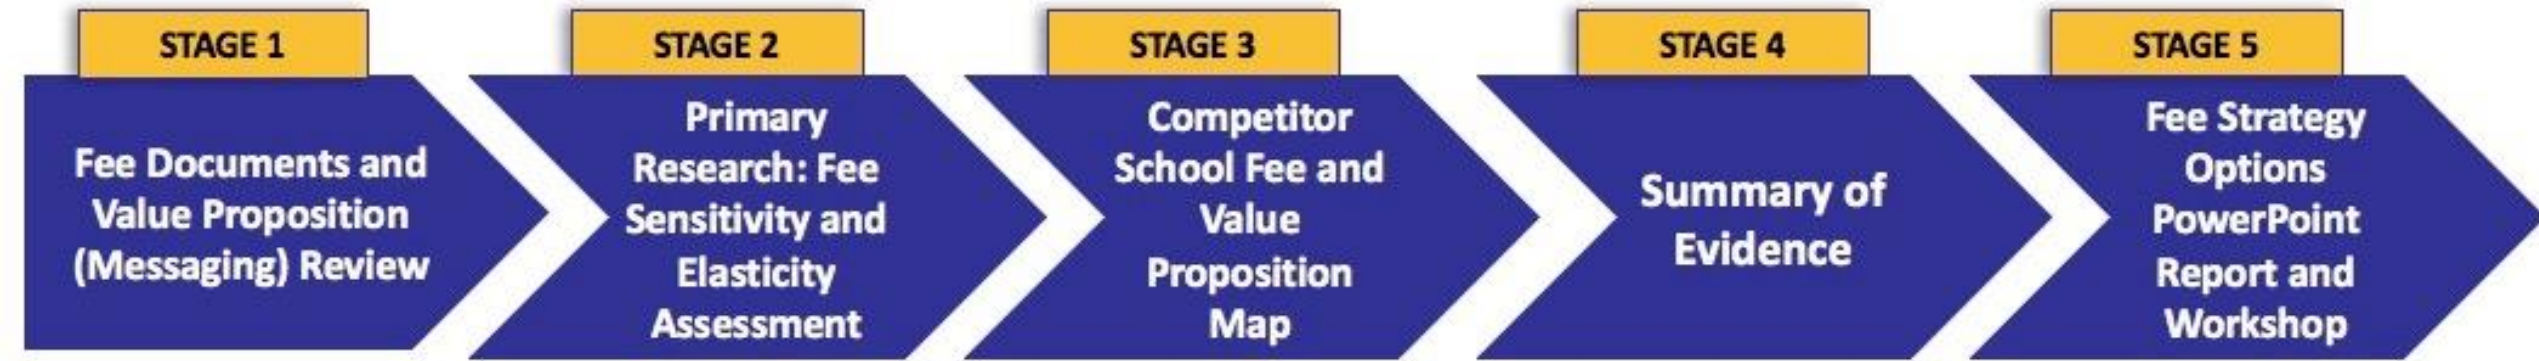 STAGE 1
Fee Documents and
Value Proposition
(Messaging) Review
STAGE 2
Primary
Research: Fee
Sensitivity and
Elasticity
Assessment
STAGE 3
Competitor
School Fee and
Value
Proposition
Map
STAGE 4
Summary of
Evidence
STAGE 5
Fee Strategy
Options
PowerPoint
Report and
Workshop